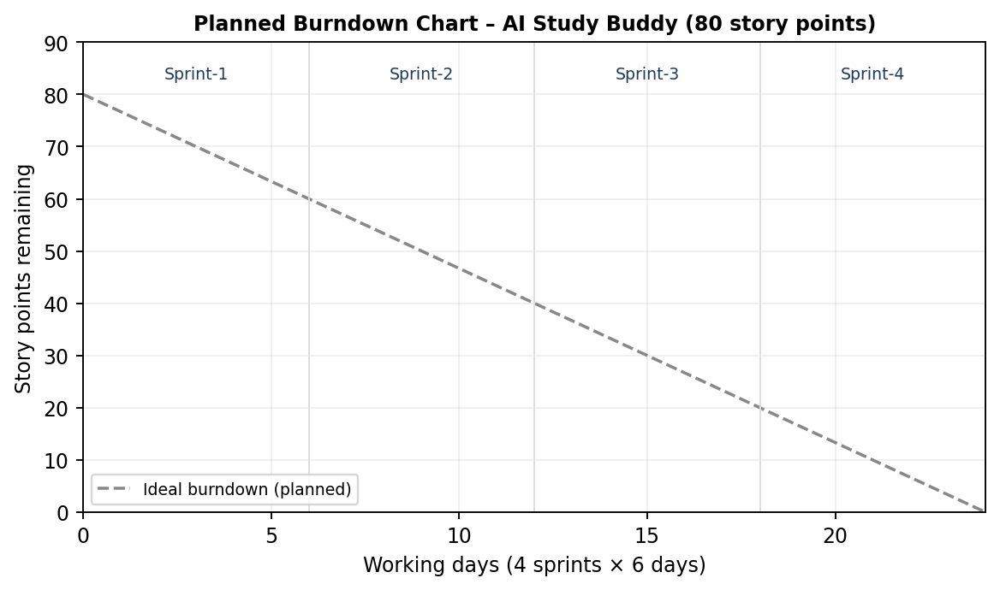 Planned Burndown Chart – AI Study Buddy (80 story points)
Sprint-1 Sprint-2 Sprint-3 Sprint-4
Story points remaining
90
80
70
60
50
40
30
20
10
0
Ideal burndown (planned)
0 5 10 15 20
Working days (4 sprints × 6 days)